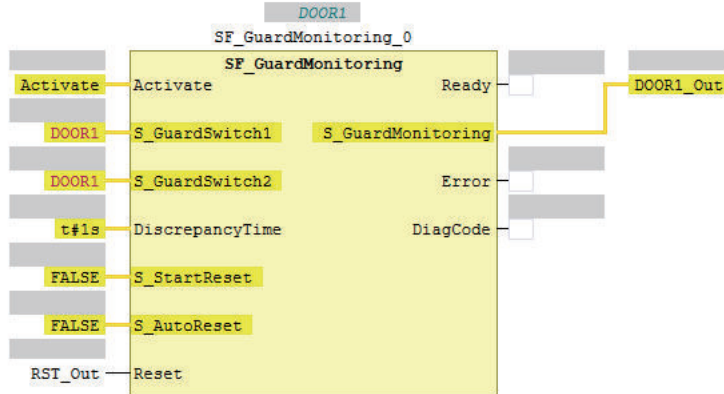 DOOR1
SF_GuardMonitoring_0
SF_GuardMonitoring
Activate Activate Ready DOOR1_Out
DOOR1 S_GuardSwitch1 S_GuardMonitoring
DOOR1 S_GuardSwitch2 Error
t#1s DiscrepancyTime DiagCode
FALSE S_StartReset
FALSE S_AutoReset
RST_Out Reset